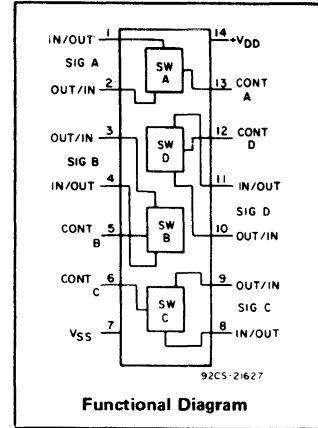 IN/OUT 1
SIG A
OUT/IN 2
OUT/IN 3
SIG B
IN/OUT 4
CONT B 5
CONT C 6
VSS 7
SW A
SW D
SW B
SW C
14 +VDD
13 CONT A
12 CONT D
11 IN/OUT
SIG D
10 OUT/IN
9 OUT/IN
SIG C
8 IN/OUT
92CS-21627
Functional Diagram